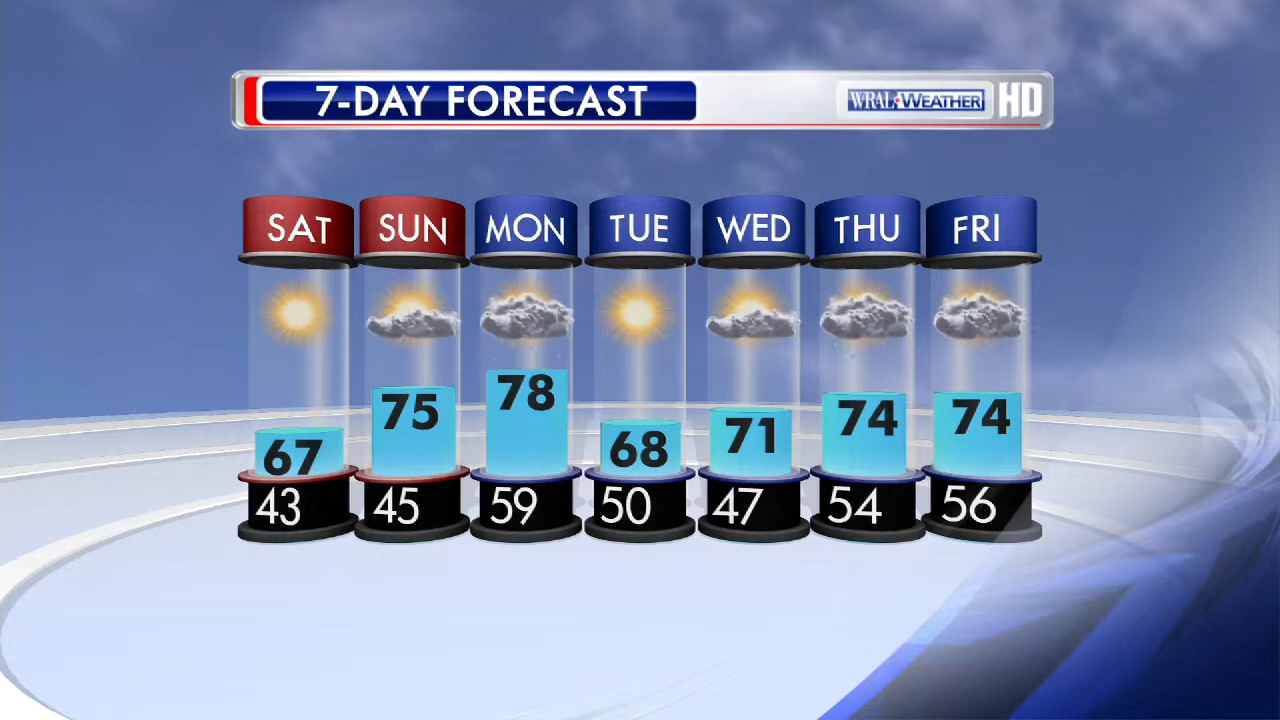 7-DAY FORECAST WRAL WEATHER HD
SAT SUN MON TUE WED THU FRI
67 75 78 68 71 74 74
43 45 59 50 47 54 56